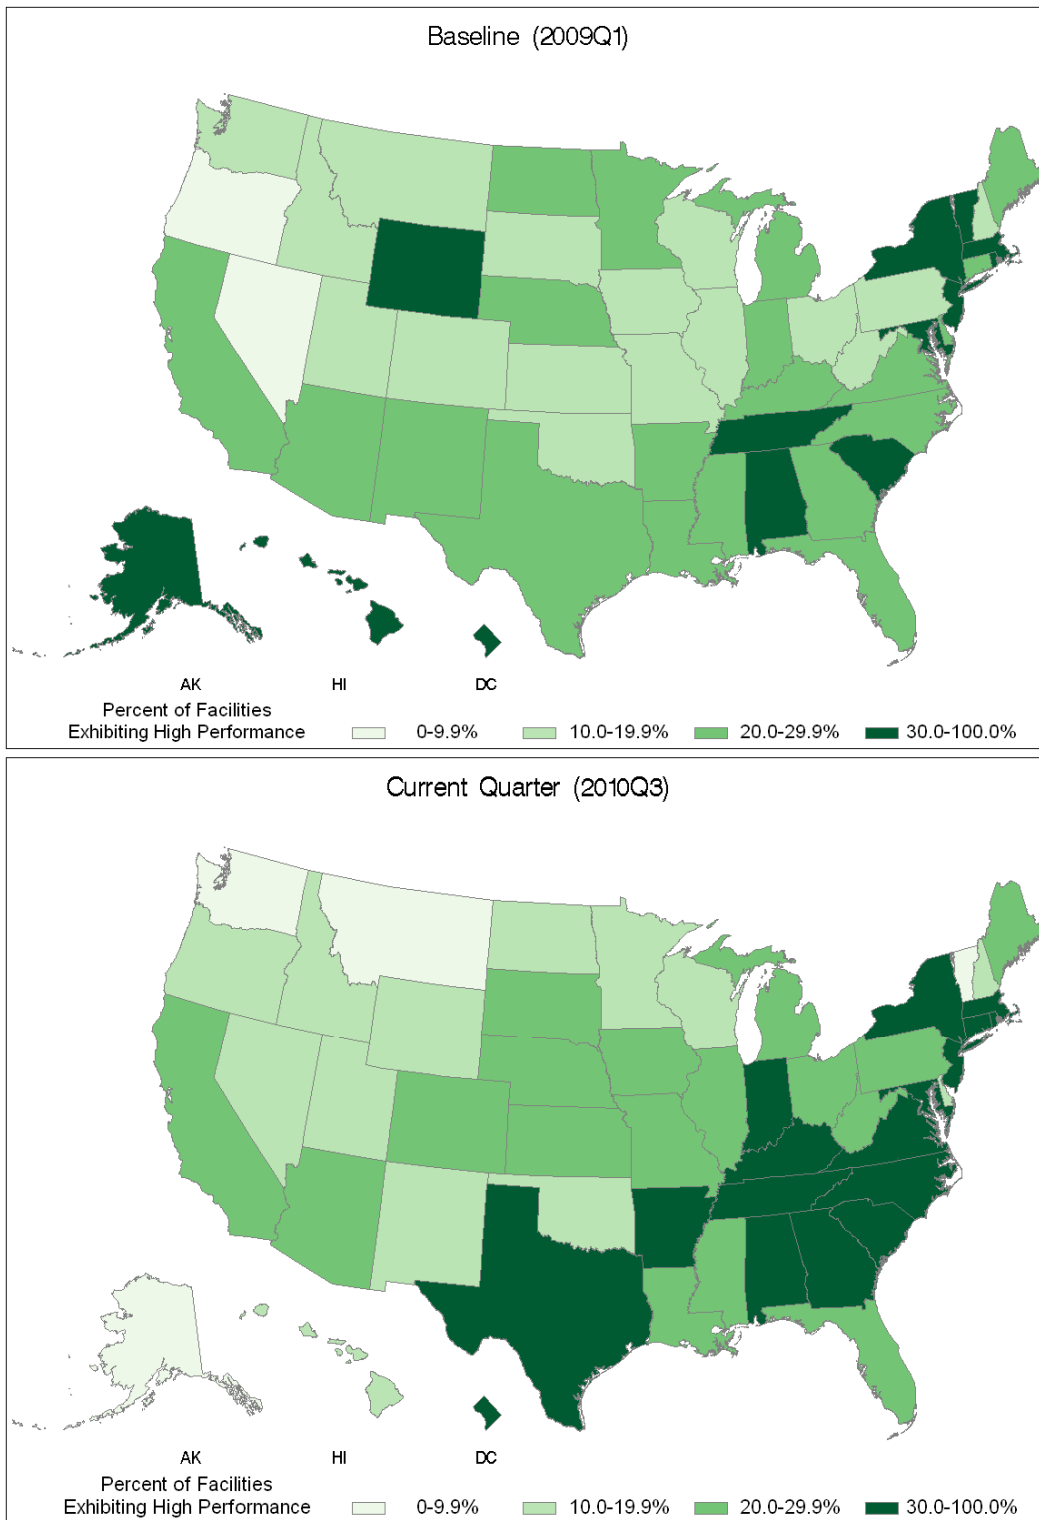 Baseline (2009Q1)
AK HI DC
Percent of Facilities
Exhibiting High Performance 0-9.9% 10.0-19.9% 20.0-29.9% 30.0-100.0%
Current Quarter (2010Q3)
AK HI DC
Percent of Facilities
Exhibiting High Performance 0-9.9% 10.0-19.9% 20.0-29.9% 30.0-100.0%